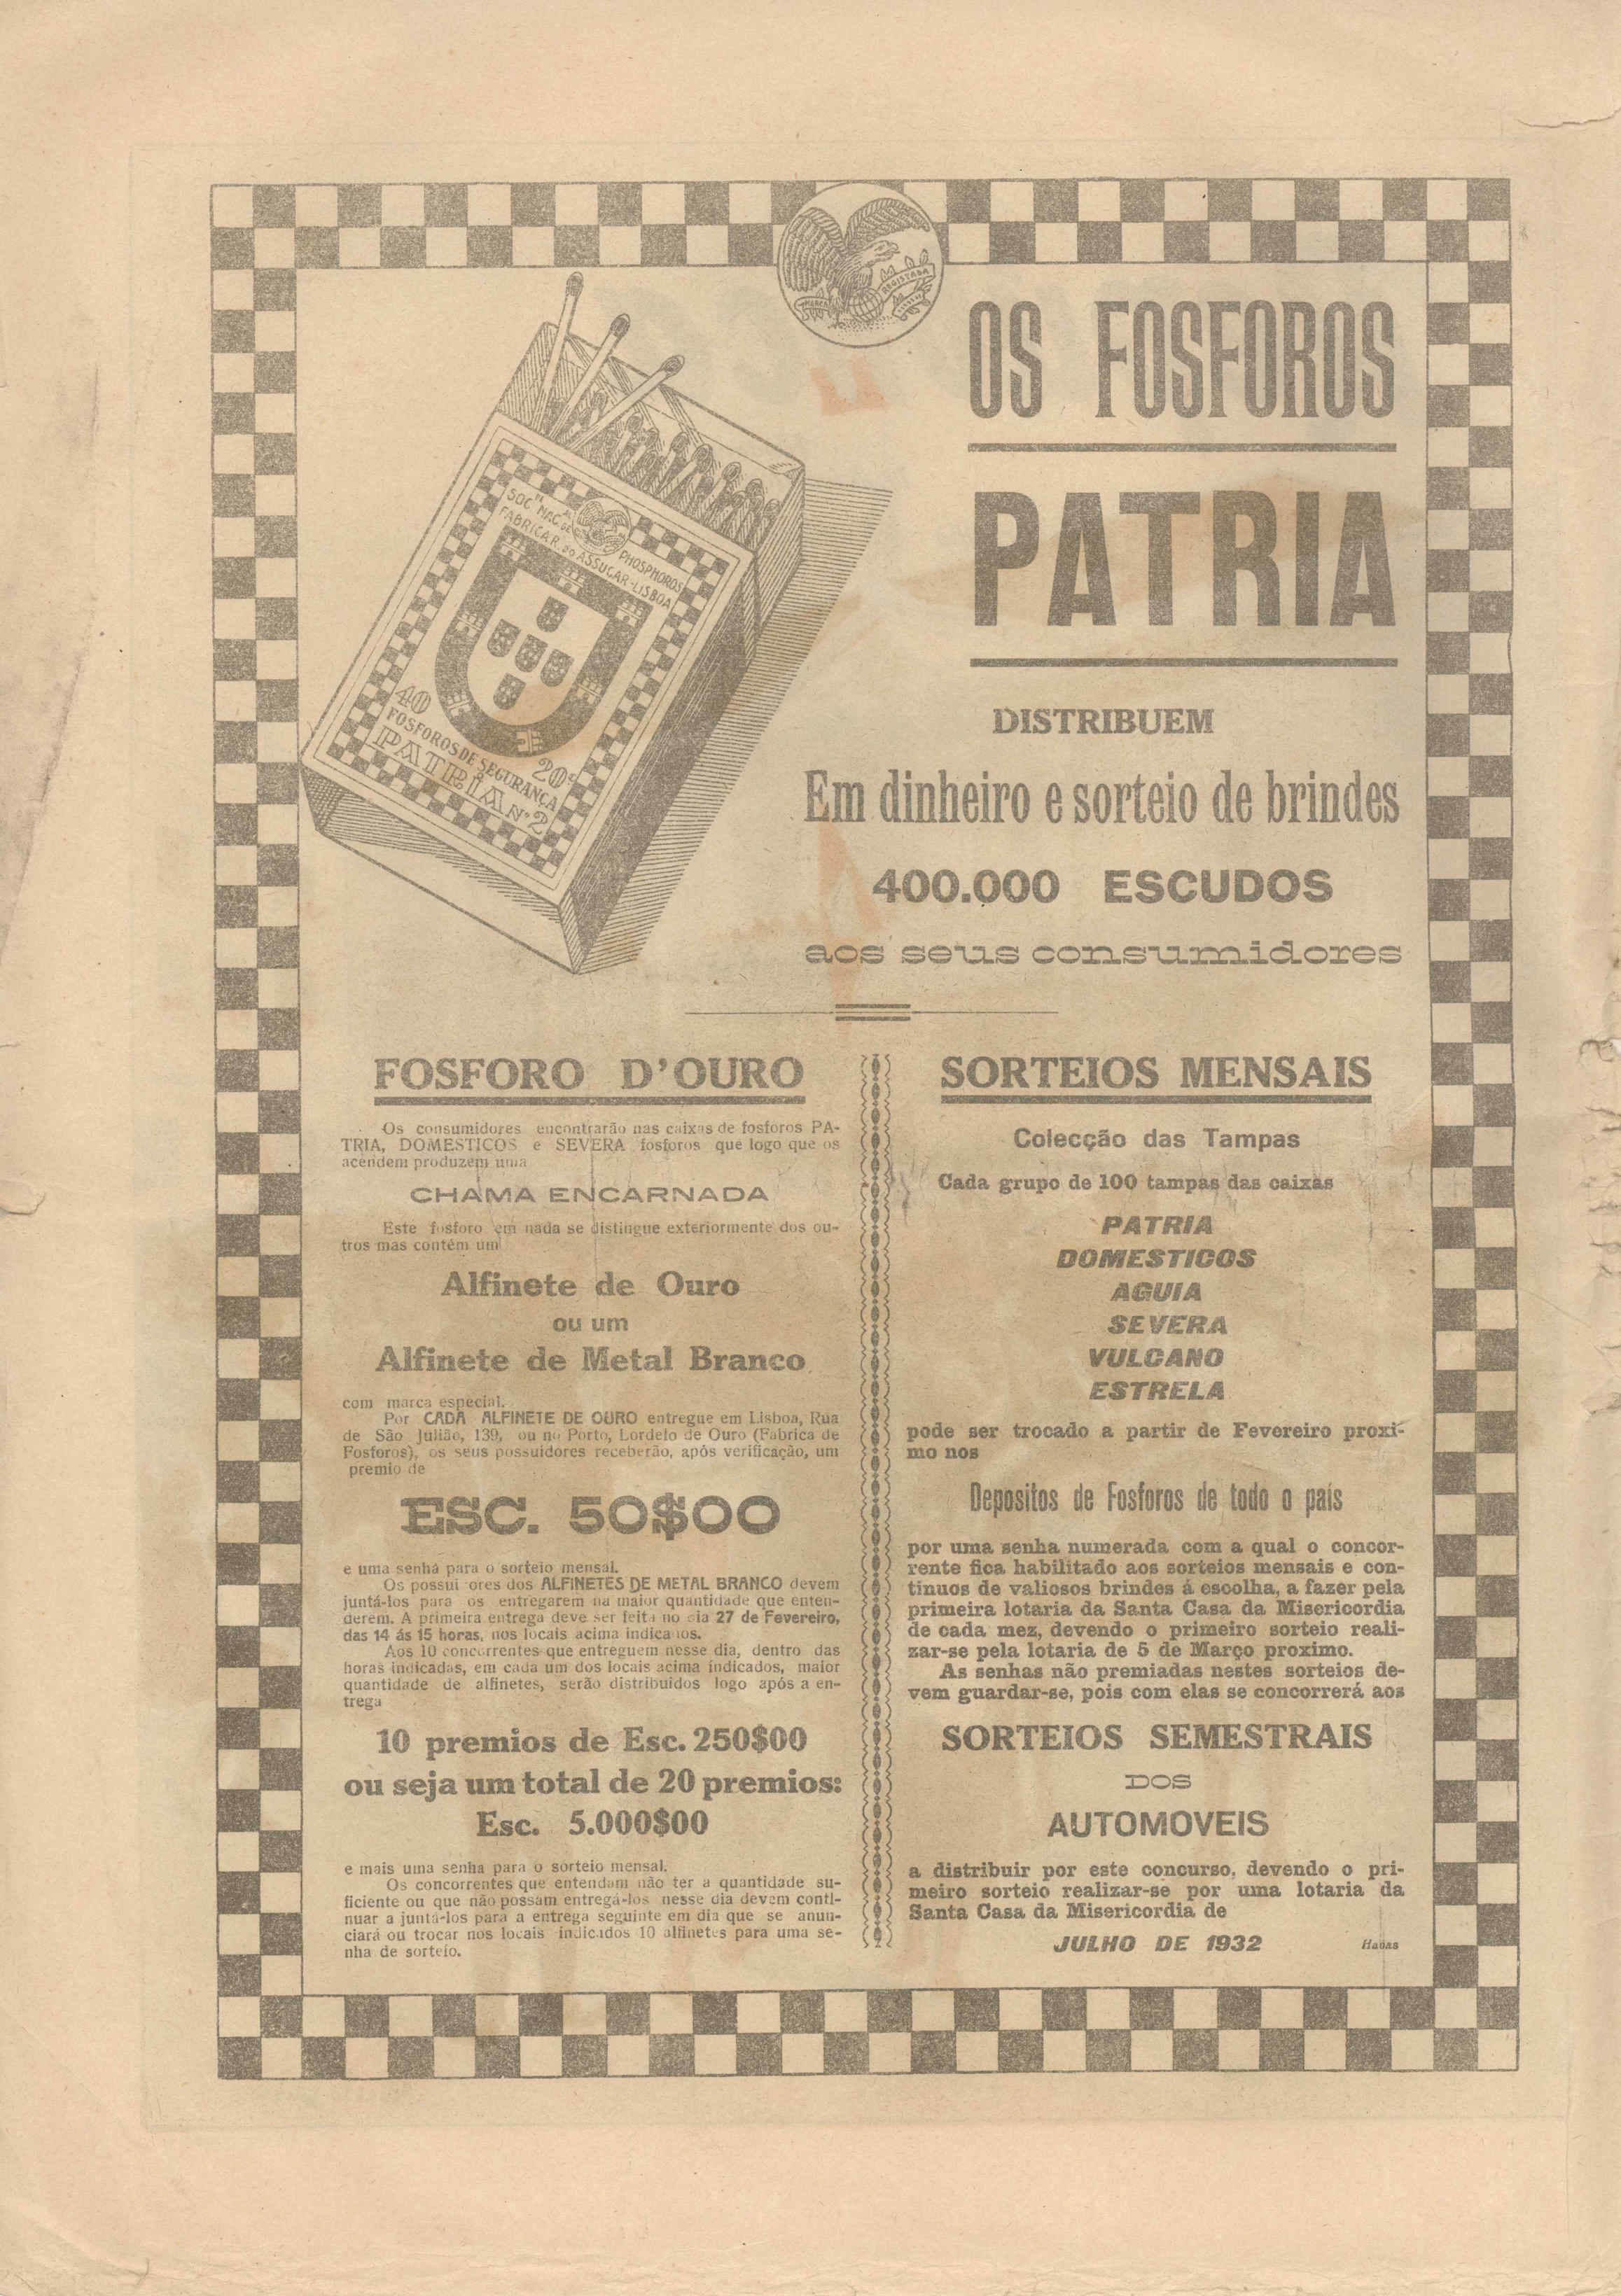 MARCA
REGISTADA
OS FOSFOROS
PATRIA
SOC. NAC. DE PHOSPHOROS
FABRICA R. DO ASSUCAR-LISBOA
40
20c
FOSFOROS DE SEGURANÇA
PATRIA Nº 2
DISTRIBUEM
Em dinheiro e sorteio de brindes
400.000 ESCUDOS
aos seus consumidores
FOSFORO D'OURO
Os consumidores encontrarão nas caixas de fosforos PA-
TRIA, DOMESTICOS e SEVERA fosforos que logo que os
acendem produzem uma
CHAMA ENCARNADA
Este fosforo em nada se distingue exteriormente dos ou-
tros mas contém um
Alfinete de Ouro
ou um
Alfinete de Metal Branco
com marca especial.
Por CADA ALFINETE DE OURO entregue em Lisboa, Rua
de São Julião, 139, ou no Porto, Lordelo de Ouro (Fabrica de
Fosforos), os seus possuidores receberão, após verificação, um
premio de
ESC. 50$00
e uma senha para o sorteio mensal.
Os possui ores dos ALFINETES DE METAL BRANCO devem
juntá-los para os entregarem na maior quantidade que enten-
derem. A primeira entrega deve ser feita no dia 27 de Fevereiro,
das 14 ás 15 horas, nos locais acima indicados.
Aos 10 concorrentes que entreguem nesse dia, dentro das
horas indicadas, em cada um dos locais acima indicados, maior
quantidade de alfinetes, serão distribuidos logo após a en-
trega
10 premios de Esc. 250$00
ou seja um total de 20 premios:
Esc. 5.000$00
e mais uma senha para o sorteio mensal.
Os concorrentes que entendam não ter a quantidade su-
ficiente ou que não possam entregá-los nesse dia devem conti-
nuar a juntá-los para a entrega seguinte em dia que se anun-
ciará ou trocar nos locais indicados 10 alfinetes para uma se-
nha de sorteio.
SORTEIOS MENSAIS
Colecção das Tampas
Cada grupo de 100 tampas das caixas
PATRIA
DOMESTICOS
AGUIA
SEVERA
VULCANO
ESTRELA
pode ser trocado a partir de Fevereiro proxi-
mo nos
Depositos de Fosforos de todo o país
por uma senha numerada com a qual o concor-
rente fica habilitado aos sorteios mensais e con-
tinuos de valiosos brindes á escolha, a fazer pela
primeira lotaria da Santa Casa da Misericordia
de cada mez, devendo o primeiro sorteio reali-
zar-se pela lotaria de 5 de Março proximo.
As senhas não premiadas nestes sorteios de-
vem guardar-se, pois com elas se concorrerá aos
SORTEIOS SEMESTRAIS
DOS
AUTOMOVEIS
a distribuir por este concurso, devendo o pri-
meiro sorteio realizar-se por uma lotaria da
Santa Casa da Misericordia de
JULHO DE 1932
Havas